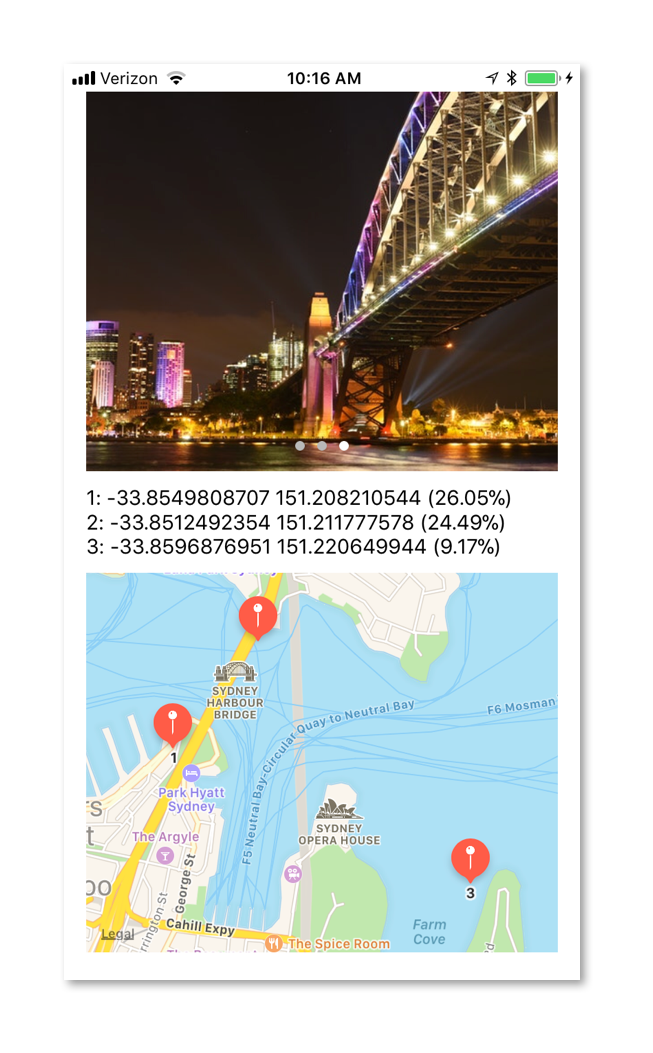 Verizon 10:16 AM
1: -33.8549808707 151.208210544 (26.05%)
2: -33.8512492354 151.211777578 (24.49%)
3: -33.8596876951 151.220649944 (9.17%)
SYDNEY
HARBOUR
BRIDGE
F5 Neutral Bay-Circular Quay to Neutral Bay
F6 Mosman
1
Park Hyatt
Sydney
rs
t
The Argyle
SYDNEY
OPERA HOUSE
oo
George St
3
rrington St
Cahill Expy
Farm
Cove
Legal
The Spice Room